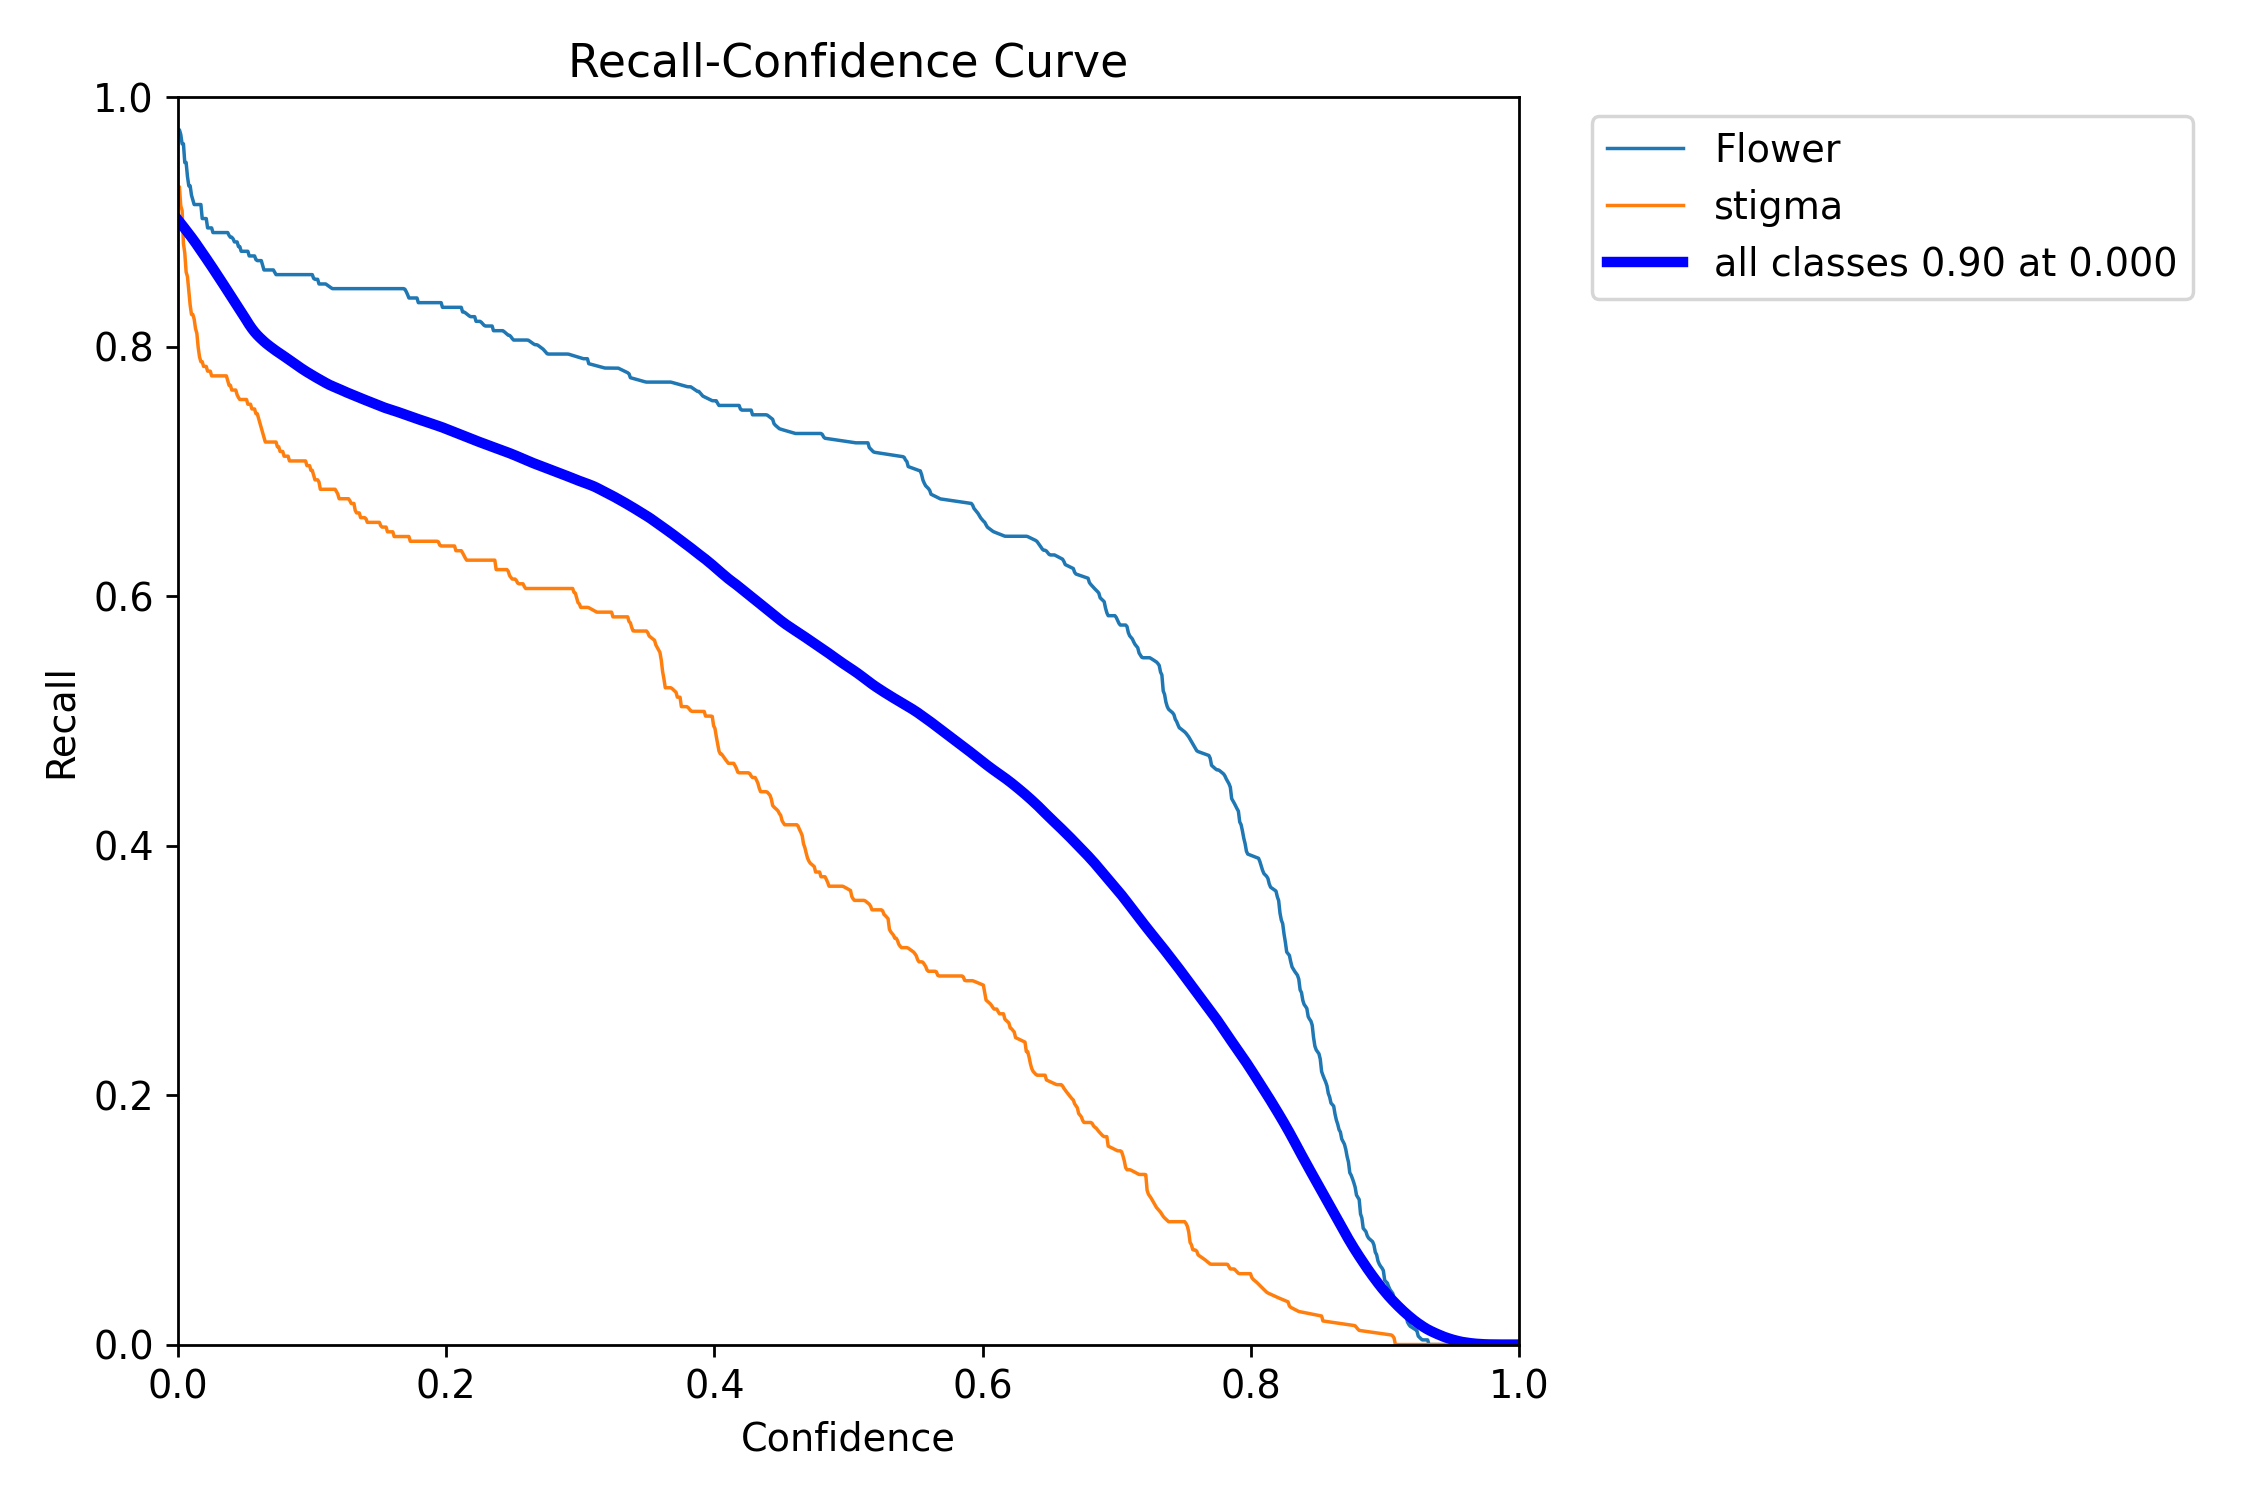 Recall-Confidence Curve
1.0
0.8
0.6
0.4
0.2
0.0
Recall
0.0 0.2 0.4 0.6 0.8 1.0
Confidence
Flower
stigma
all classes 0.90 at 0.000